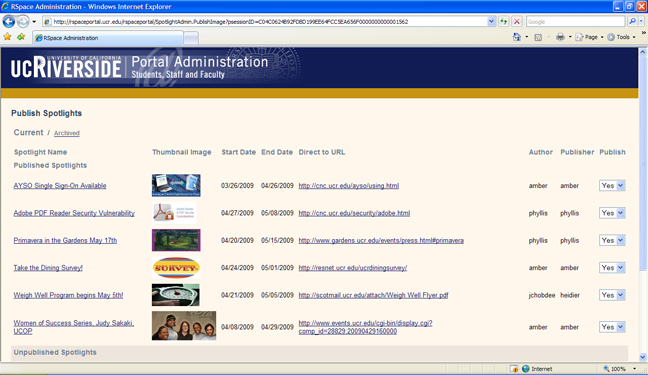 RSpace Administration - Windows Internet Explorer
http://rspaceportal.ucr.edu/rspaceportal/SpotlightAdmin.PublishImage?psessionID=C04C0624B92FDBD199EE64FCC5EA656F0000000000001562
Google
RSpace Administration
Page Tools
UNIVERSITY OF CALIFORNIA
UCRIVERSIDE Portal Administration
Students, Staff and Faculty
Publish Spotlights
Current / Archived
Spotlight Name Thumbnail Image Start Date End Date Direct to URL Author Publisher Publish
Published Spotlights
AYSO Single Sign-On Available 03/26/2009 04/26/2009 http://cnc.ucr.edu/ayso/using.html amber amber Yes
Adobe PDF Reader Security Vulnerability 04/27/2009 05/08/2009 http://cnc.ucr.edu/security/adobe.html phyllis phyllis Yes
Primavera in the Gardens May 17th 04/20/2009 05/15/2009 http://www.gardens.ucr.edu/events/press.html#primavera phyllis phyllis Yes
Take the Dining Survey! SURVEY 04/24/2009 05/01/2009 http://resnet.ucr.edu/ucrdiningsurvey/ amber amber Yes
Weigh Well Program begins May 5th! 04/21/2009 05/05/2009 http://scotmail.ucr.edu/attach/Weigh Well Flyer.pdf jchobdee heidier Yes
Women of Success Series, Judy Sakaki, UCOP 04/08/2009 04/29/2009 http://www.events.ucr.edu/cgi-bin/display.cgi?comp_id=28829:20090429160000 amber amber Yes
Unpublished Spotlights
Internet 100%